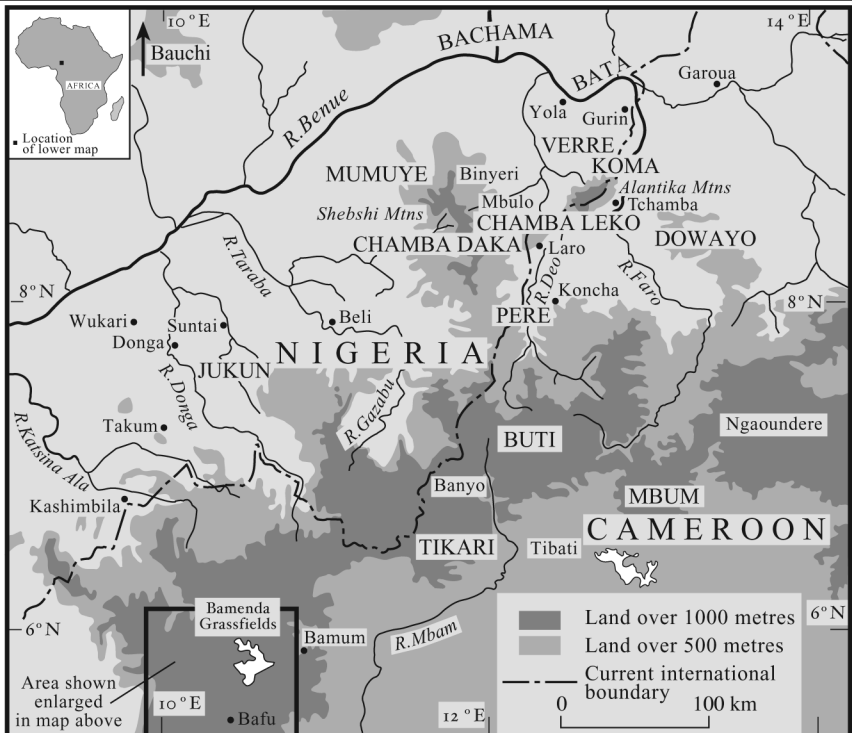 10°E
14°E
AFRICA
Location
of lower map
Bauchi
BACHAMA
BATA
Garoua
R.Benue
Yola
Gurin
VERRE
KOMA
MUMUYE
Binyeri
Alantika Mtns
Mbulo
Tchamba
Shebshi Mtns
CHAMBA LEKO
CHAMBA DAKA
Laro
DOWAYO
R.Taraba
R.Deo
R.Faro
8°N
Koncha
8°N
PERE
Wukari
Suntai
Beli
Donga
NIGERIA
JUKUN
R.Donga
R.Gazabu
Takum
Ngaoundere
BUTI
R.Katsina Ala
Banyo
Kashimbila
MBUM
CAMEROON
TIKARI
Tibati
Bamenda
Grassfields
Land over 1000 metres
6°N
6°N
Bamum
R.Mbam
Land over 500 metres
Current international
boundary
Area shown
enlarged
in map above
10°E
0
100 km
12°E
Bafu